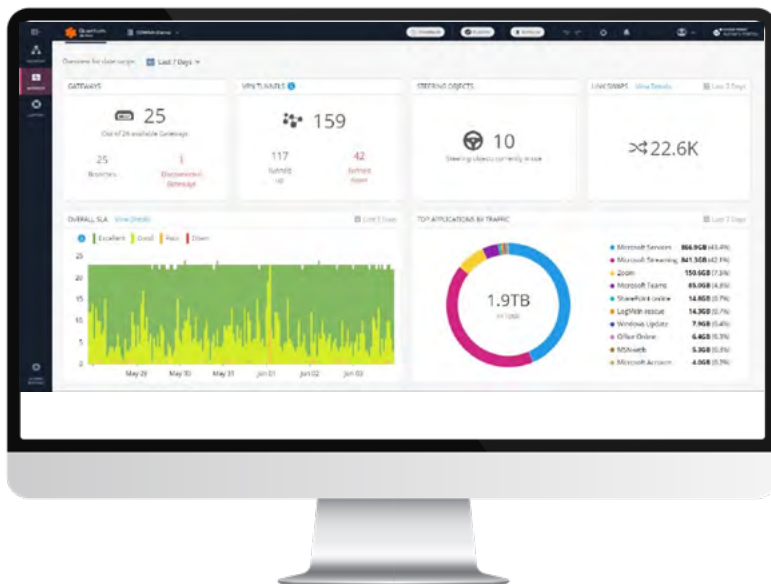 Quantum
Overview for date range: Last 7 Days
GATEWAYS
25
Out of 26 available Gateways
25
Branches
1
Disconnected Gateways
VPN TUNNELS
159
117
Tunnels up
42
Tunnels down
STEERING OBJECTS
10
Steering objects currently in use
LINK SWAPS View Details Last 7 Days
22.6K
OVERALL SLA View Details Last 7 Days
Excellent Good Poor Down
25
20
15
10
5
0
May 29 May 30 May 31 Jun 01 Jun 02 Jun 03
TOP APPLICATIONS BY TRAFFIC Last 7 Days
1.9TB
Microsoft Services 866.9GB (43.4%)
Microsoft Streaming 841.3GB (42.1%)
Zoom 150.6GB (7.5%)
Microsoft Teams 85.0GB (4.3%)
SharePoint online 14.8GB (0.7%)
LogMeIn rescue 14.3GB (0.7%)
Windows Update 7.9GB (0.4%)
Office Online 6.4GB (0.3%)
MSN-web 5.3GB (0.3%)
Microsoft Account 4.0GB (0.2%)